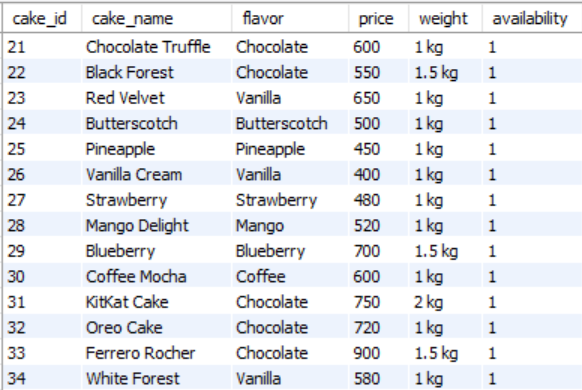 cake_id cake_name flavor price weight availability
21 Chocolate Truffle Chocolate 600 1 kg 1
22 Black Forest Chocolate 550 1.5 kg 1
23 Red Velvet Vanilla 650 1 kg 1
24 Butterscotch Butterscotch 500 1 kg 1
25 Pineapple Pineapple 450 1 kg 1
26 Vanilla Cream Vanilla 400 1 kg 1
27 Strawberry Strawberry 480 1 kg 1
28 Mango Delight Mango 520 1 kg 1
29 Blueberry Blueberry 700 1.5 kg 1
30 Coffee Mocha Coffee 600 1 kg 1
31 KitKat Cake Chocolate 750 2 kg 1
32 Oreo Cake Chocolate 720 1 kg 1
33 Ferrero Rocher Chocolate 900 1.5 kg 1
34 White Forest Vanilla 580 1 kg 1